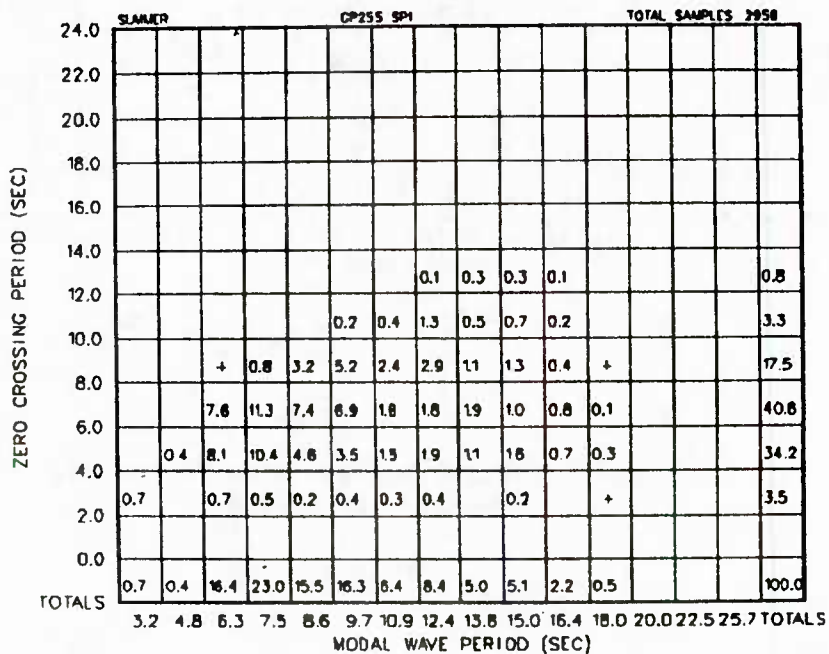 SUMMER CP255 SP1 TOTAL SAMPLES 2958
24.0
22.0
20.0
18.0
16.0
14.0
0.1 0.3 0.3 0.1 0.8
12.0
0.2 0.4 1.3 0.5 0.7 0.2 3.3
10.0
+ 0.8 3.2 5.2 2.4 2.9 1.1 1.3 0.4 + 17.5
8.0
7.6 11.3 7.4 6.9 1.8 1.8 1.9 1.0 0.8 0.1 40.6
6.0
0.4 8.1 10.4 4.6 3.5 1.5 1.9 1.1 1.6 0.7 0.3 34.2
4.0
0.7 0.7 0.5 0.2 0.4 0.3 0.4 0.2 + 3.5
2.0
0.0
0.7 0.4 16.4 23.0 15.5 16.3 6.4 8.4 5.0 5.1 2.2 0.5 100.0
TOTALS
3.2 4.8 6.3 7.5 8.6 9.7 10.9 12.4 13.8 15.0 16.4 18.0 20.0 22.5 25.7 TOTALS
MODAL WAVE PERIOD (SEC)
ZERO CROSSING PERIOD (SEC)